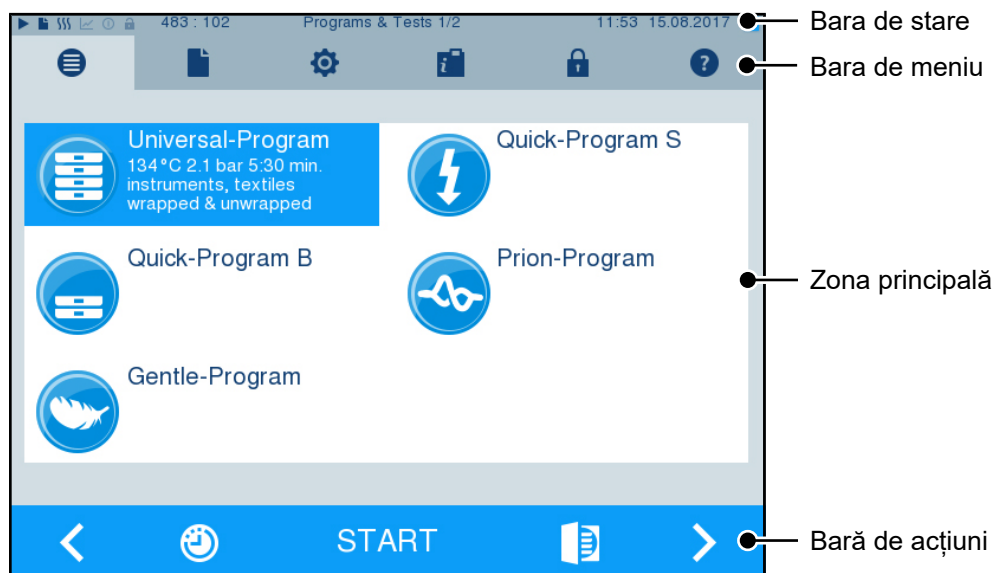 483 : 102 Programs & Tests 1/2 11:53 15.08.2017
Bara de stare
Bara de meniu
Universal-Program
134°C 2.1 bar 5:30 min.
instruments, textiles
wrapped & unwrapped
Quick-Program S
Quick-Program B
Prion-Program
Zona principală
Gentle-Program
START
Bară de acțiuni